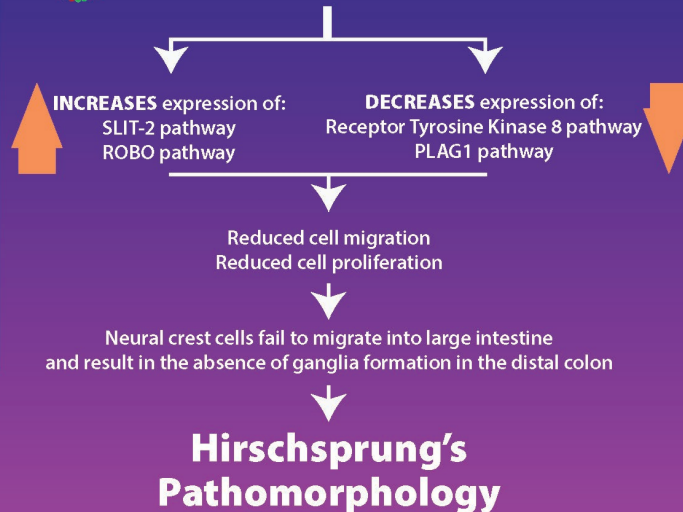 INCREASES expression of:
SLIT-2 pathway
ROBO pathway
DECREASES expression of:
Receptor Tyrosine Kinase 8 pathway
PLAG1 pathway
Reduced cell migration
Reduced cell proliferation
Neural crest cells fail to migrate into large intestine
and result in the absence of ganglia formation in the distal colon
Hirschsprung's
Pathomorphology